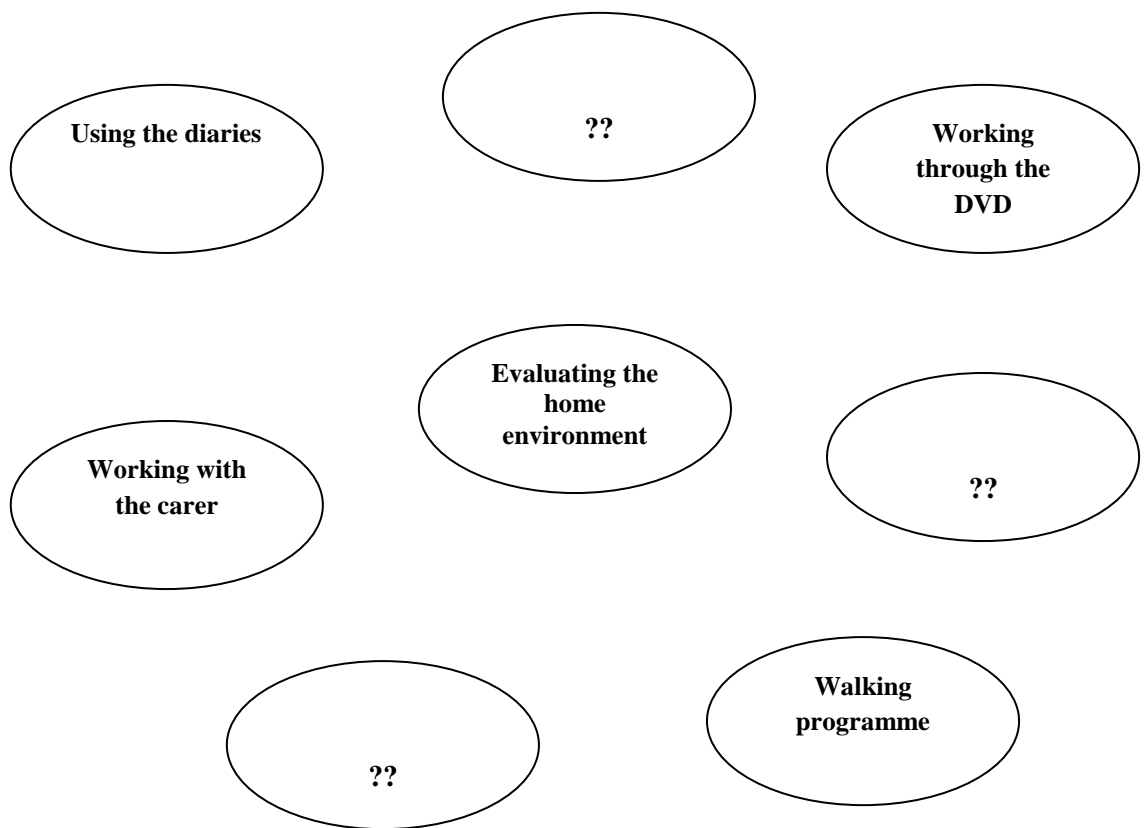 ??
Using the diaries
Working
through the
DVD
Evaluating the
home
environment
Working with
the carer
??
Walking
programme
??